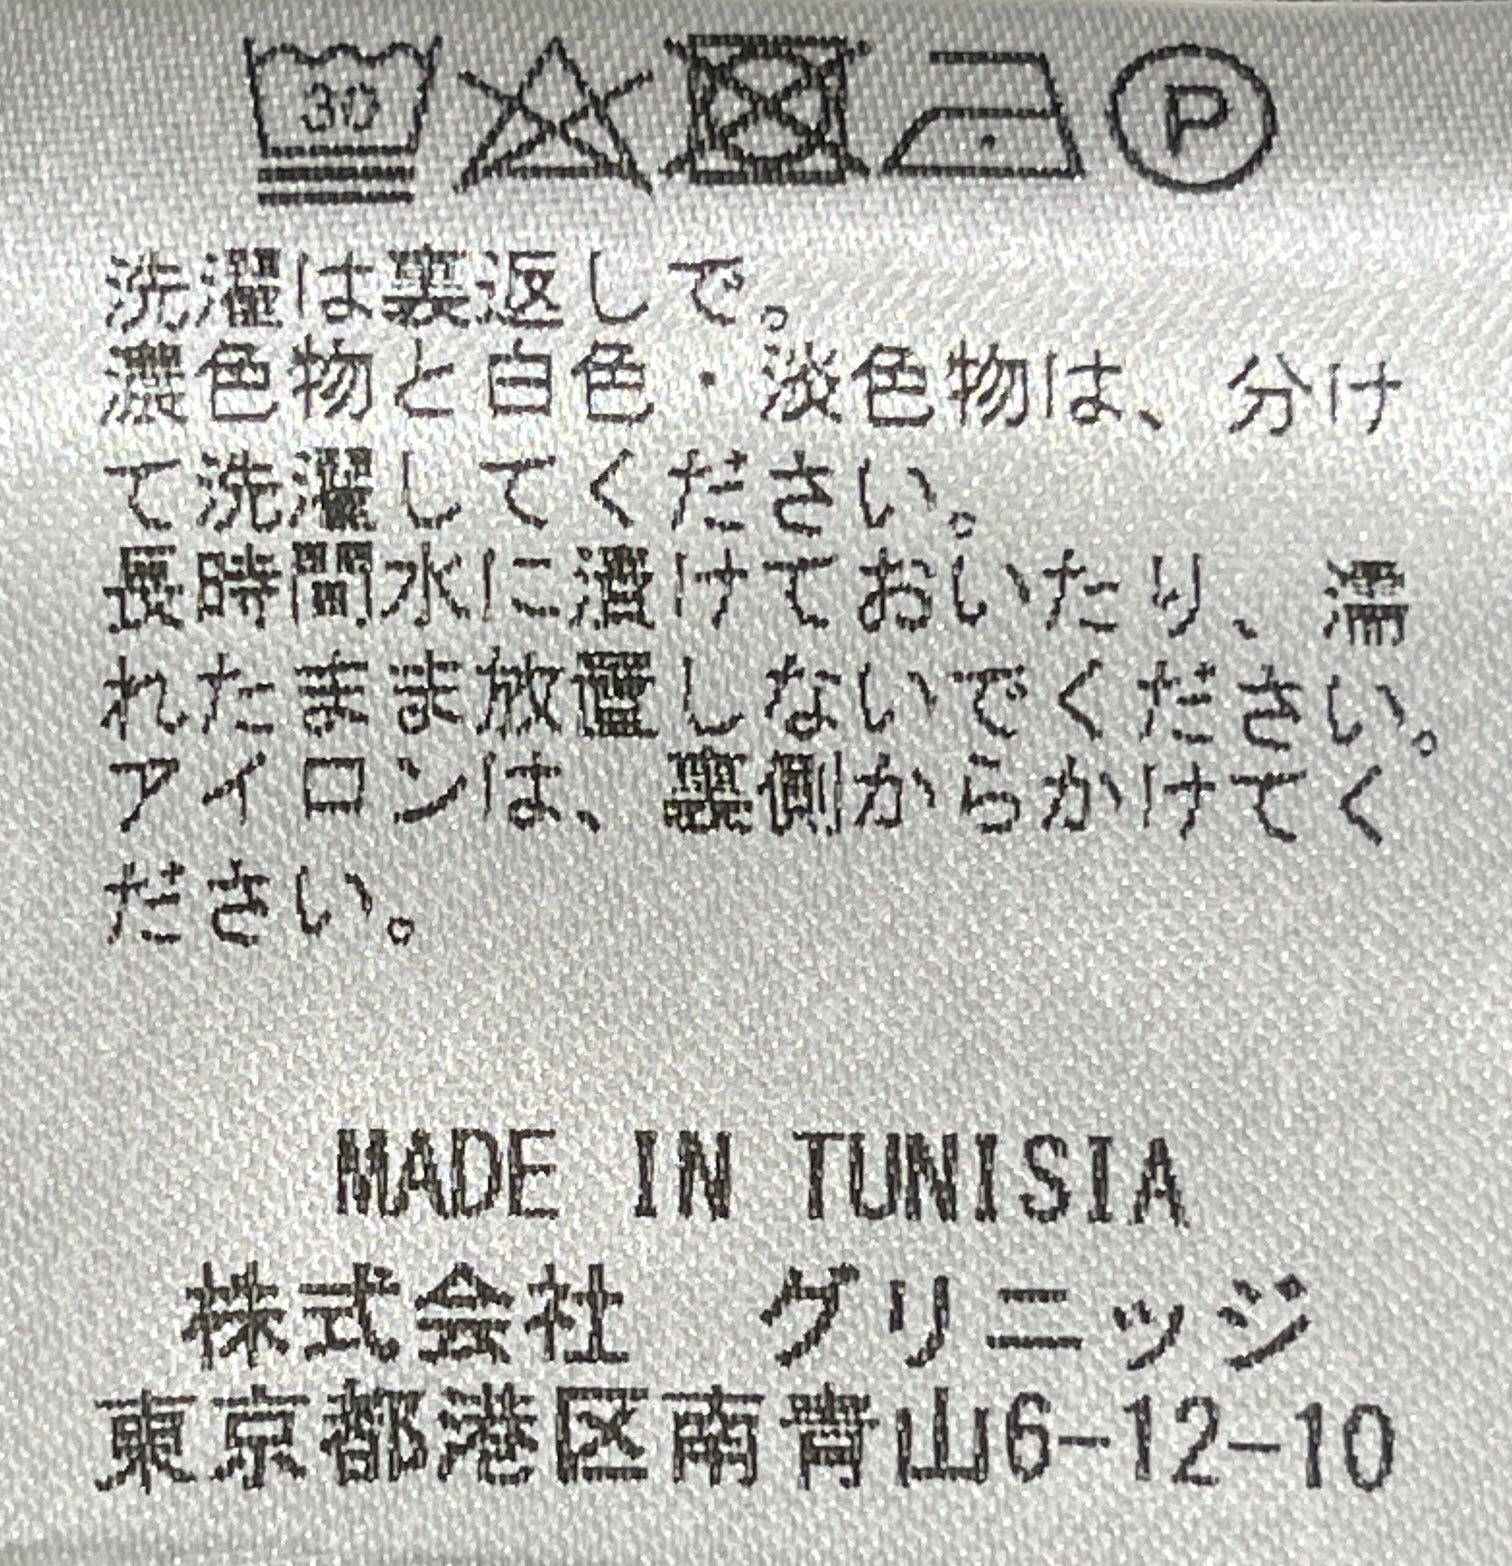 30 P
洗濯は裏返しで。
濃色物と白色・淡色物は、分け
て洗濯してください。
長時間水に漬けておいたり、濡
れたまま放置しないでください。
アイロンは、裏側からかけてく
ださい。
MADE IN TUNISIA
株式会社 グリニッジ
東京都港区南青山6-12-10